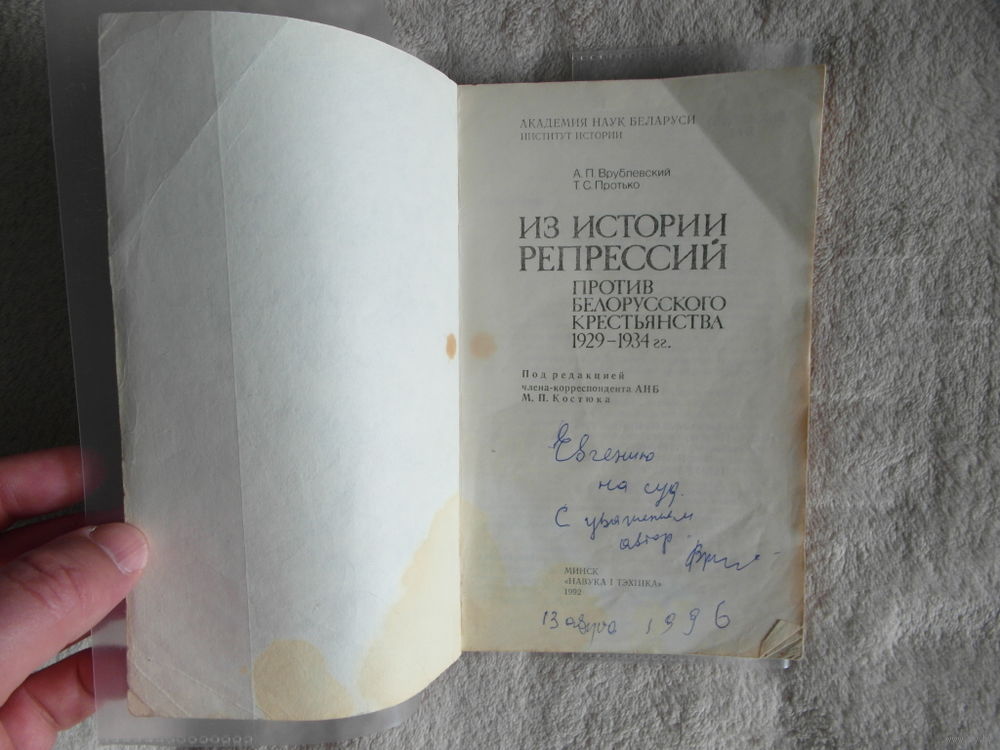 АКАДЕМИЯ НАУК БЕЛАРУСИ
ИНСТИТУТ ИСТОРИИ
А. П. Врублевский
Т. С. Протько
ИЗ ИСТОРИИ
РЕПРЕССИЙ
ПРОТИВ
БЕЛОРУССКОГО
КРЕСТЬЯНСТВА
1929–1934 гг.
Под редакцией
члена-корреспондента АНБ
М. П. Костюка
Евгению
на суд.
С уважением
автор
МИНСК
«НАВУКА І ТЭХНІКА»
1992
13 1996